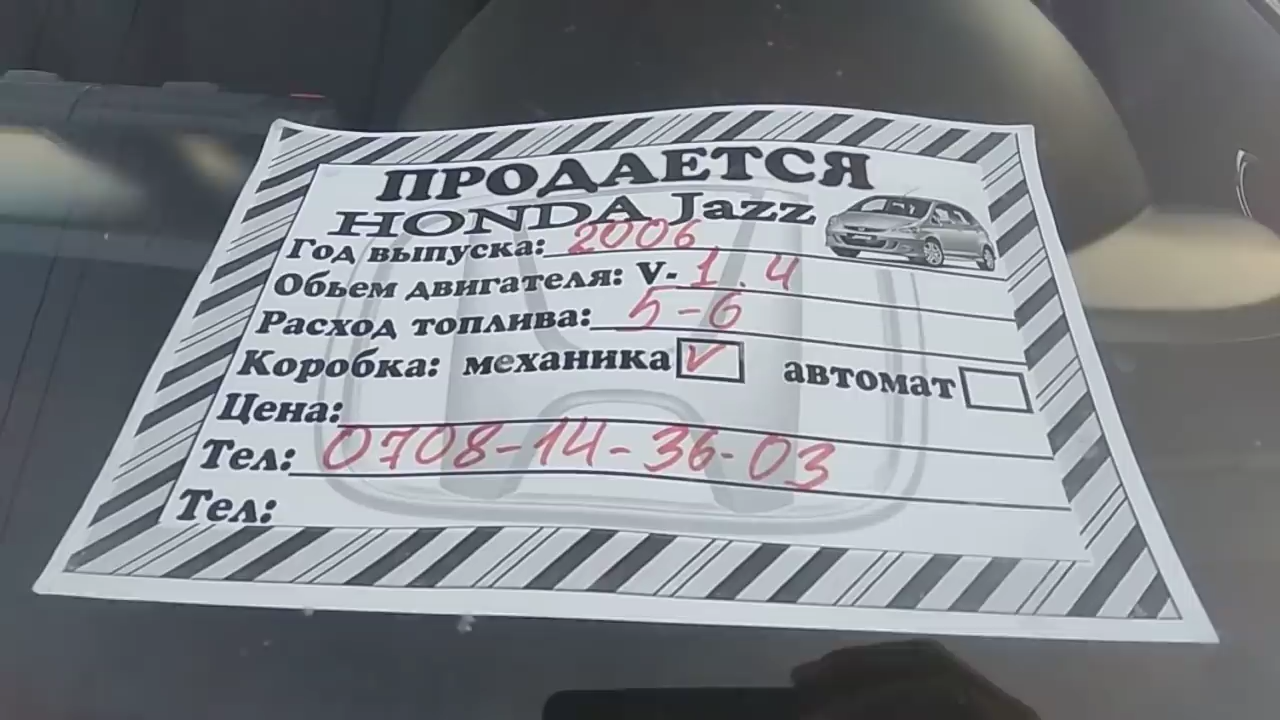 ПРОДАЕТСЯ
HONDA Jazz
Год выпуска: 2006
Обьем двигателя: V- 1.4
Расход топлива: 5-6
Коробка: механика V автомат
Цена:
Тел: 0708-14-36-03
Тел: